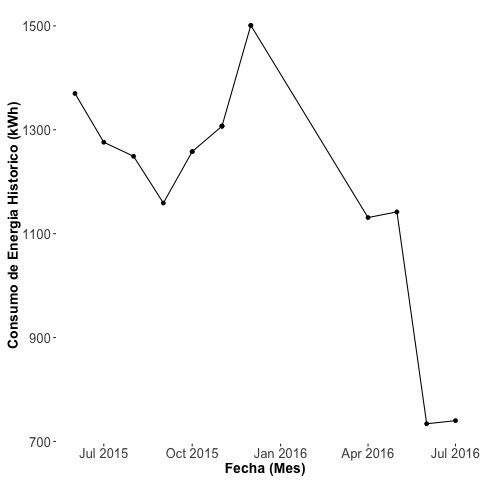 Consumo de Energia Historico (kWh)
1500
1300
1100
900
700
Jul 2015 Oct 2015 Jan 2016 Apr 2016 Jul 2016
Fecha (Mes)